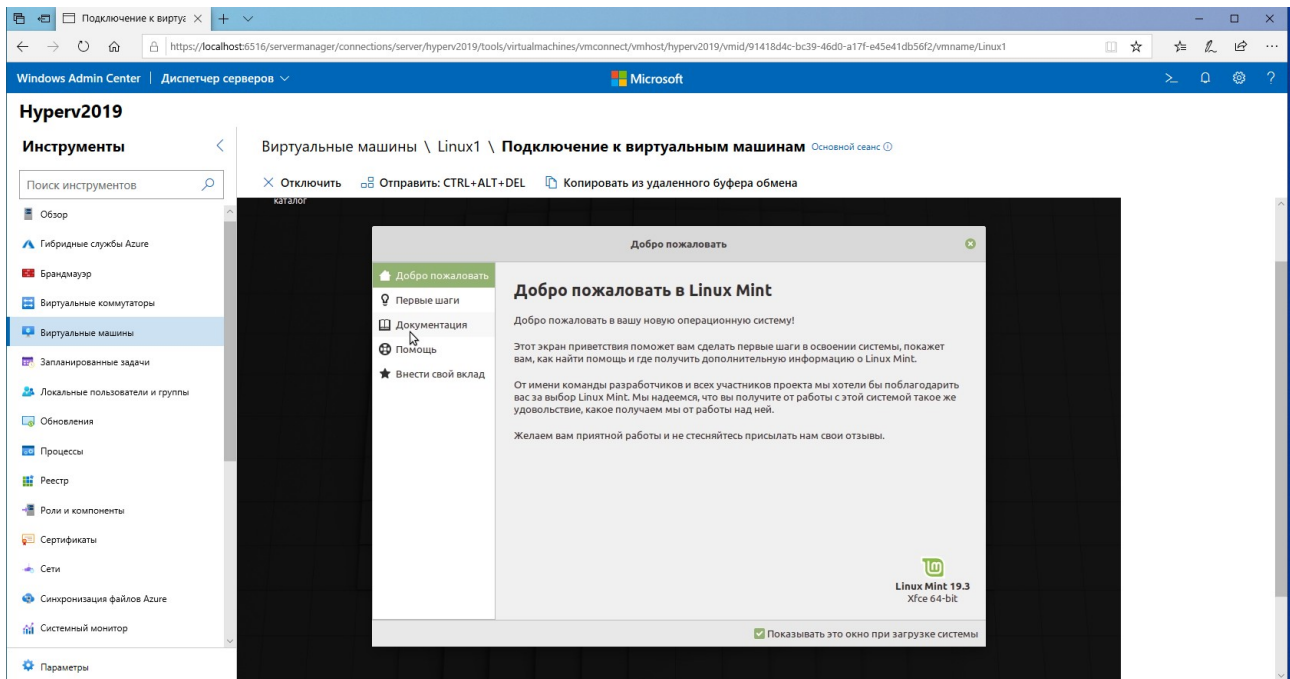 Подключение к виртуа
https://localhost:6516/servermanager/connections/server/hyperv2019/tools/virtualmachines/vmconnect/vmhost/hyperv2019/vmid/91418d4c-bc39-46d0-a17f-e45e41db56f2/vmname/Linux1
Windows Admin Center | Диспетчер серверов
Microsoft
Hyperv2019
Инструменты
Виртуальные машины \ Linux1 \ Подключение к виртуальным машинам Основной сеанс
Поиск инструментов
Отключить Отправить: CTRL+ALT+DEL Копировать из удаленного буфера обмена
Обзор
Гибридные службы Azure
Брандмауэр
Виртуальные коммутаторы
Виртуальные машины
Запланированные задачи
Локальные пользователи и группы
Обновления
Процессы
Реестр
Роли и компоненты
Сертификаты
Сети
Синхронизация файлов Azure
Системный монитор
Параметры
каталог
Добро пожаловать
Добро пожаловать
Первые шаги
Документация
Помощь
Внести свой вклад
Добро пожаловать в Linux Mint
Добро пожаловать в вашу новую операционную систему!
Этот экран приветствия поможет вам сделать первые шаги в освоении системы, покажет
вам, как найти помощь и где получить дополнительную информацию о Linux Mint.
От имени команды разработчиков и всех участников проекта мы хотели бы поблагодарить
вас за выбор Linux Mint. Мы надеемся, что вы получите от работы с этой системой такое же
удовольствие, какое получаем мы от работы над ней.
Желаем вам приятной работы и не стесняйтесь присылать нам свои отзывы.
Linux Mint 19.3
Xfce 64-bit
Показывать это окно при загрузке системы